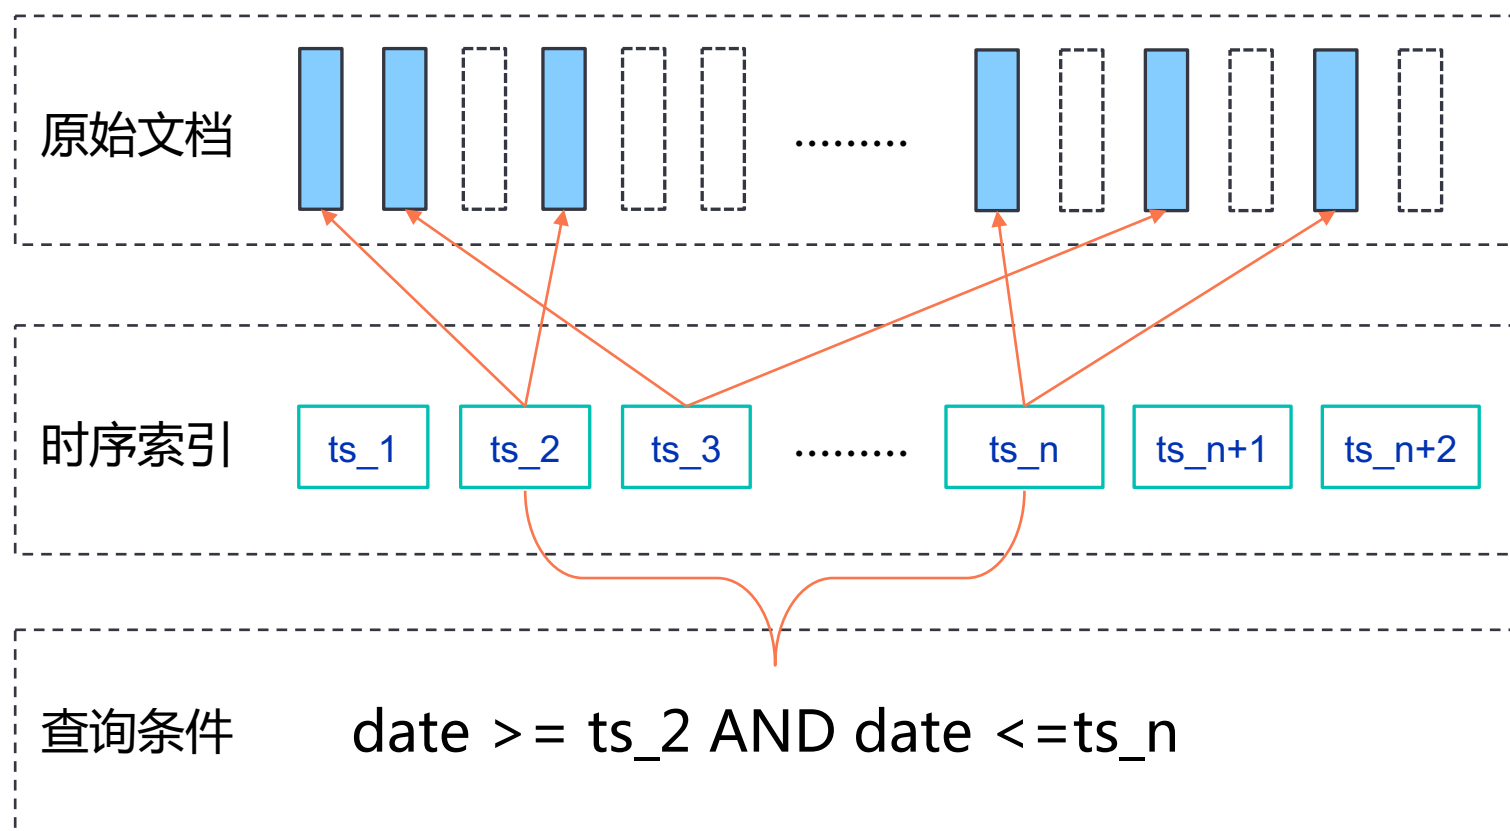 原始文档
.........
时序索引
ts_1 ts_2 ts_3 ......... ts_n ts_n+1 ts_n+2
查询条件
date >= ts_2 AND date <=ts_n